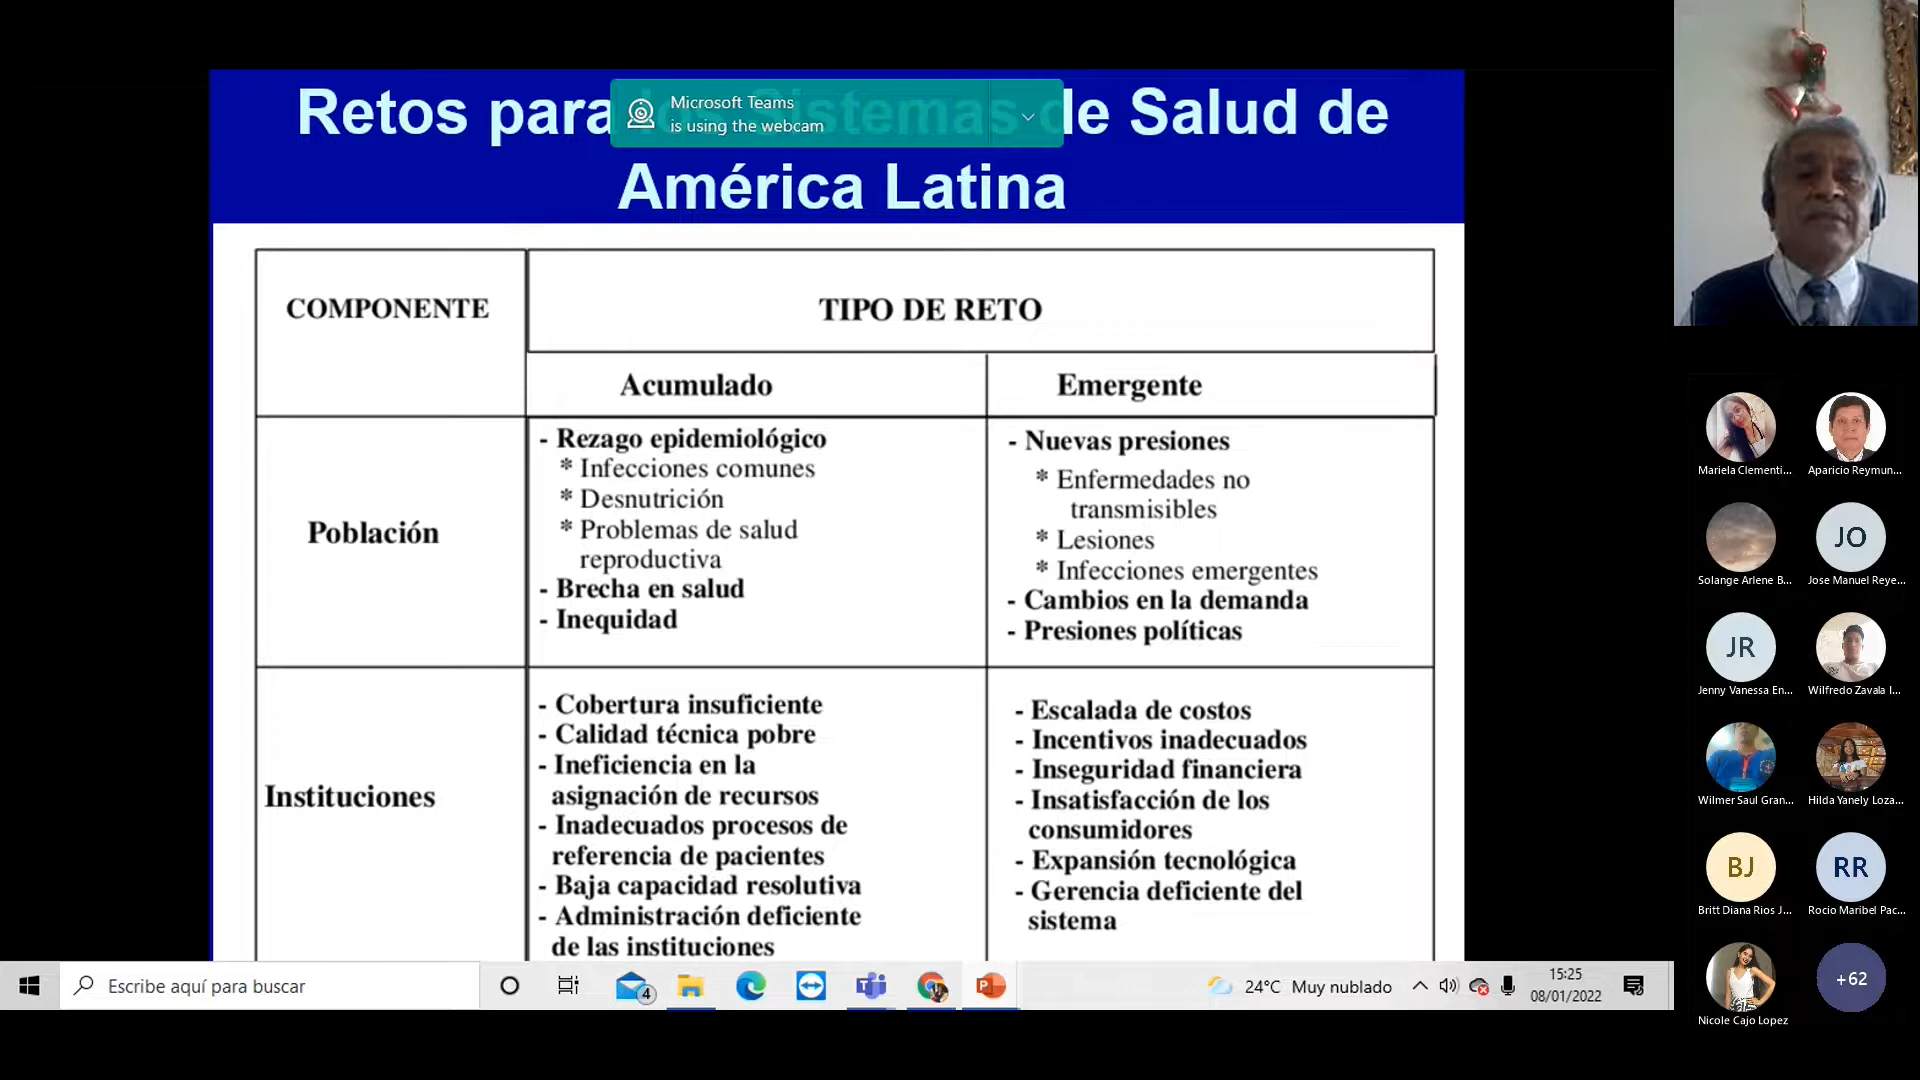 Retos para los Sistemas de Salud de
América Latina
Microsoft Teams
is using the webcam
COMPONENTE
TIPO DE RETO
Acumulado
Emergente
Población
- Rezago epidemiológico
* Infecciones comunes
* Desnutrición
* Problemas de salud
reproductiva
- Brecha en salud
- Inequidad
- Nuevas presiones
* Enfermedades no
transmisibles
* Lesiones
* Infecciones emergentes
- Cambios en la demanda
- Presiones políticas
Instituciones
- Cobertura insuficiente
- Calidad técnica pobre
- Ineficiencia en la
asignación de recursos
- Inadecuados procesos de
referencia de pacientes
- Baja capacidad resolutiva
- Administración deficiente
de las instituciones
- Escalada de costos
- Incentivos inadecuados
- Inseguridad financiera
- Insatisfacción de los
consumidores
- Expansión tecnológica
- Gerencia deficiente del
sistema
Mariela Clementi...
Aparicio Reymun...
JO
Solange Arlene B...
Jose Manuel Reye...
JR
Jenny Vanessa En...
Wilfredo Zavala I...
Wilmer Saul Gran...
Hilda Yanely Loza...
BJ
RR
Britt Diana Rios J...
Rocio Maribel Pac...
+62
Nicole Cajo Lopez
Escribe aquí para buscar
4
24°C Muy nublado
15:25
08/01/2022